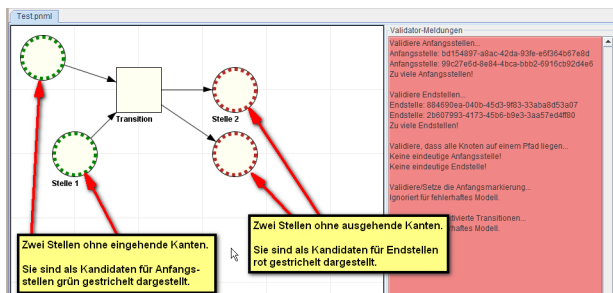 Test.pnml
Transition
Stelle 2
Stelle 1
Zwei Stellen ohne eingehende Kanten.
Sie sind als Kandidaten für Anfangs-
stellen grün gestrichelt dargestellt.
Zwei Stellen ohne ausgehende Kanten.
Sie sind als Kandidaten für Endstellen
rot gestrichelt dargestellt.
Validator-Meldungen
Validiere Anfangsstellen...
Anfangsstelle: bd154897-a8ac-42da-93fe-e6f364b67e8d
Anfangsstelle: 99c27e6d-8e84-4bca-bbb2-6916cb92d4e6
Zu viele Anfangsstellen!
Validiere Endstellen...
Endstelle: 884690ea-040b-45d3-9f83-33aba8d53a07
Endstelle: 2b607993-4173-45b6-b9e3-3aa57ed4ff80
Zu viele Endstellen!
Validiere, dass alle Knoten auf einem Pfad liegen...
Keine eindeutige Anfangsstelle!
Keine eindeutige Endstelle!
Validiere/Setze die Anfangsmarkierung...
Ignoriert für fehlerhaftes Modell.
Transitionen...
Modell.